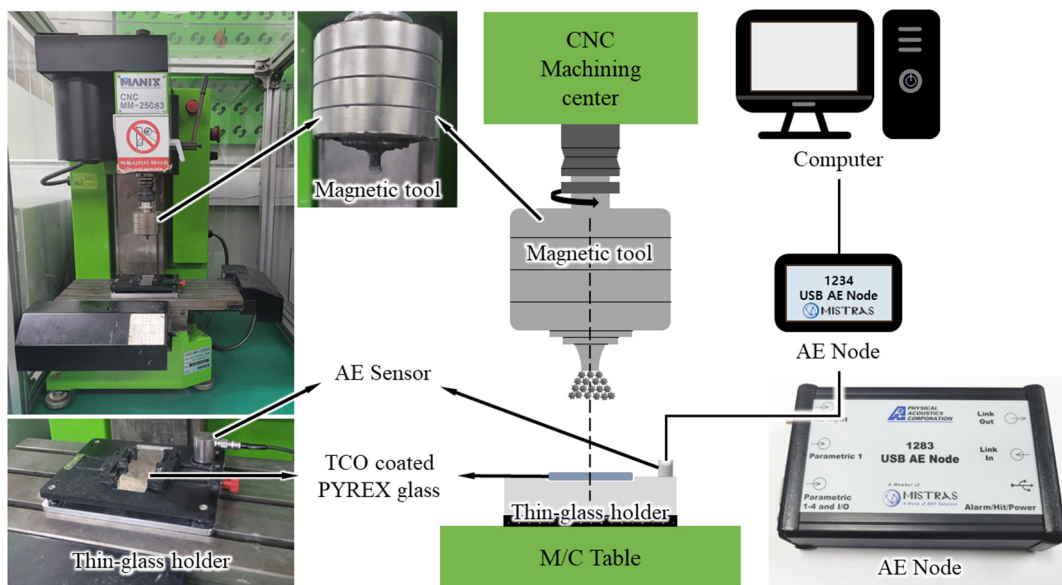 MANIX
CNC
MM-250S3
Magnetic tool
CNC
Machining
center
Magnetic tool
Computer
1234
USB AE Node
MISTRAS
AE Node
AE Sensor
TCO coated
PYREX glass
Thin-glass holder
Thin-glass holder
M/C Table
PHYSICAL
ACOUSTICS
CORPORATION
Link
Out
Parametric 1
1283
USB AE Node
Link
In
A Member of
MISTRAS
Parametric
1-4 and I/O
Alarm/Hit/Power
AE Node